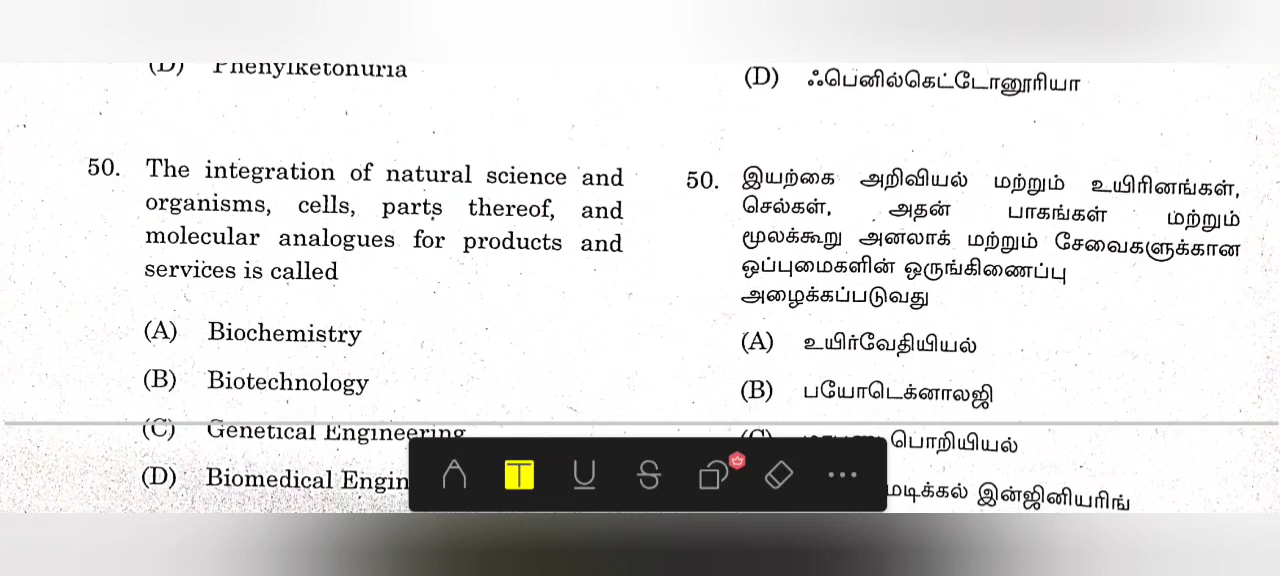 (D) Phenylketonuria
50. The integration of natural science and
organisms, cells, parts thereof, and
molecular analogues for products and
services is called
(A) Biochemistry
(B) Biotechnology
(C) Genetical Engineering
(D) Biomedical Engin
(D) ஃபெனில்கெட்டோனூரியா
50. இயற்கை அறிவியல் மற்றும் உயிரினங்கள்,
செல்கள், அதன் பாகங்கள் மற்றும்
மூலக்கூறு அனலாக் மற்றும் சேவைகளுக்கான
ஒப்புமைகளின் ஒருங்கிணைப்பு
அழைக்கப்படுவது
(A) உயிர்வேதியியல்
(B) பயோடெக்னாலஜி
(C) பொறியியல்
மடிக்கல் இன்ஜினியரிங்